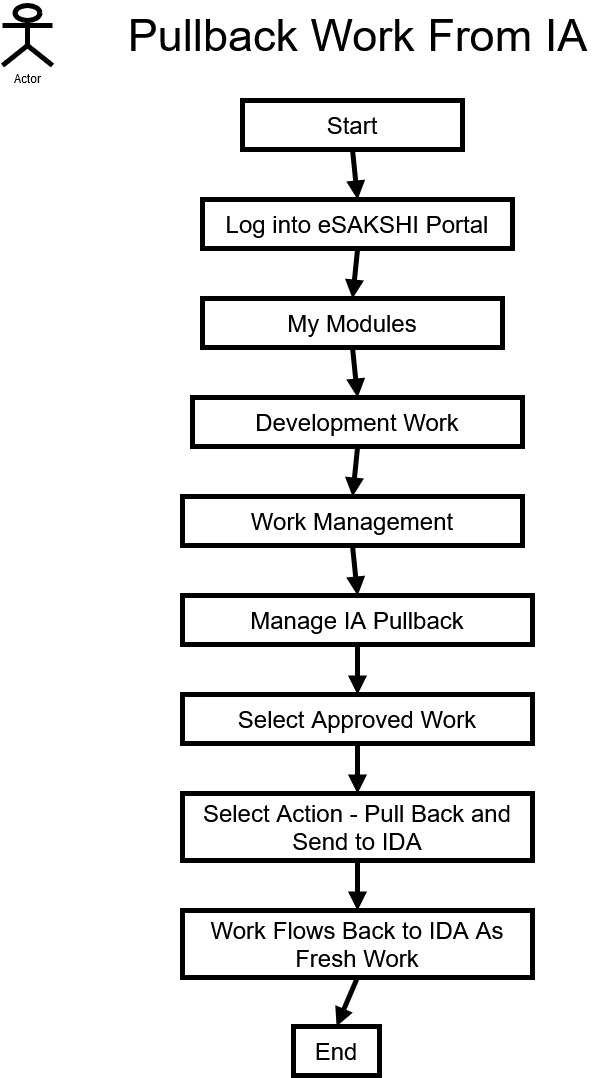 Pullback Work From IA
Actor
Start
Log into eSAKSHI Portal
My Modules
Development Work
Work Management
Manage IA Pullback
Select Approved Work
Select Action - Pull Back and
Send to IDA
Work Flows Back to IDA As
Fresh Work
End